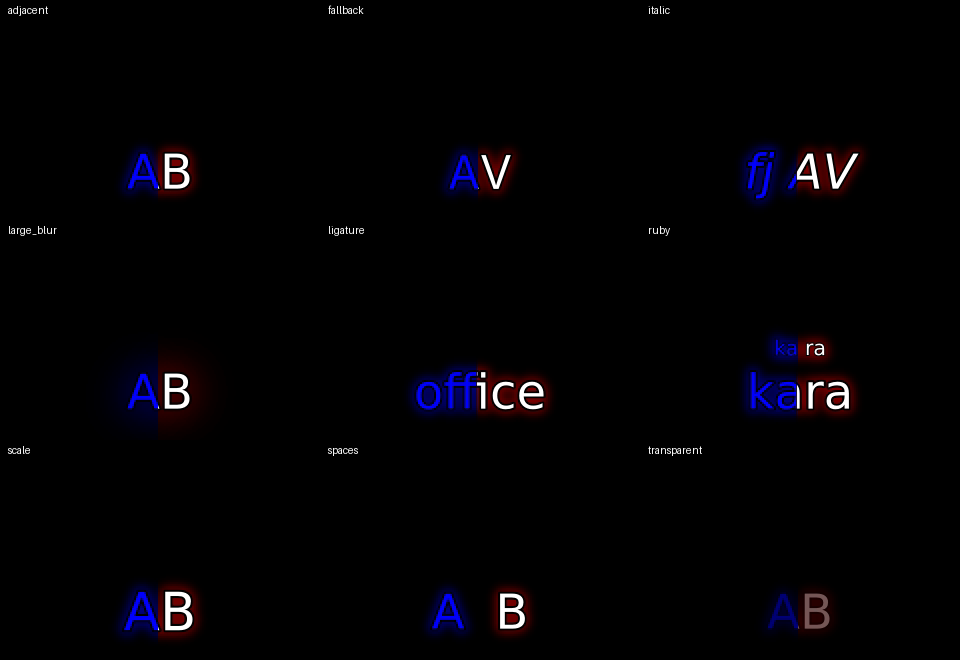 adjacent
fallback
italic
AB
AV
fj AV
large_blur
ligature
ruby
ka ra
AB
office
kara
scale
spaces
transparent
AB
A B
AB